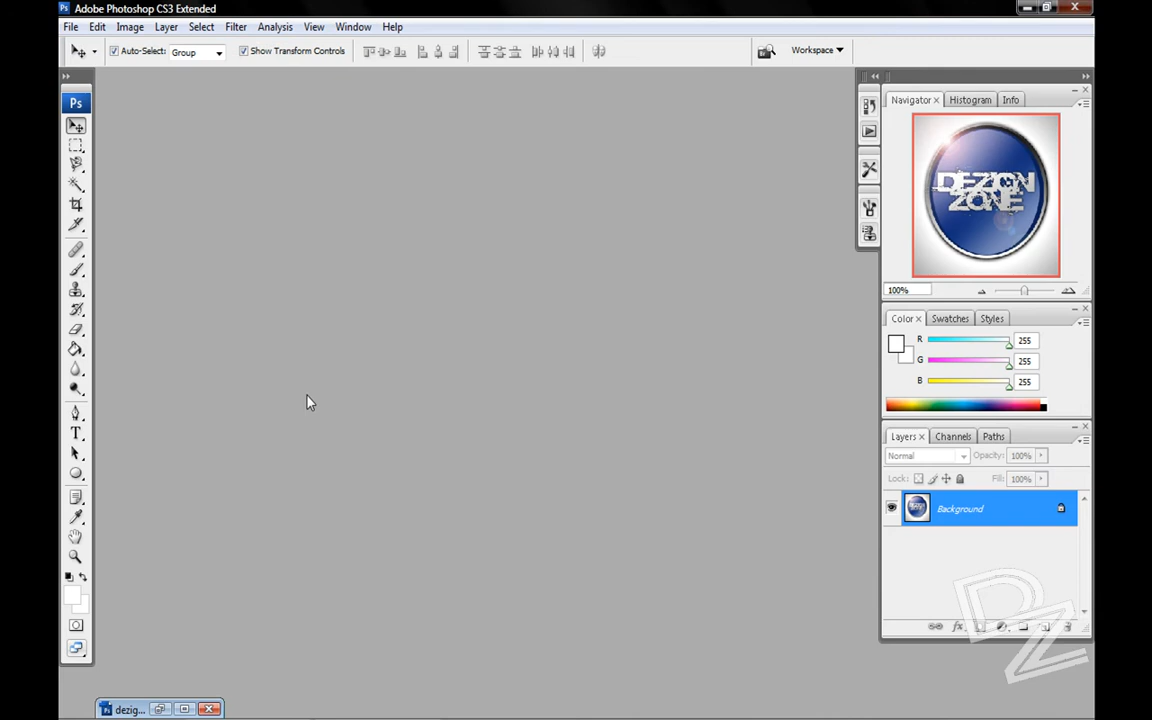 Adobe Photoshop CS3 Extended
File Edit Image Layer Select Filter Analysis View Window Help
Auto-Select: Group Show Transform Controls Workspace
Ps
Navigator Histogram Info
DEZIGN
ZONE
100%
Color Swatches Styles
R 255
G 255
B 255
T
Layers Channels Paths
Normal Opacity: 100%
Lock: Fill: 100%
Background
DZ
dezig...